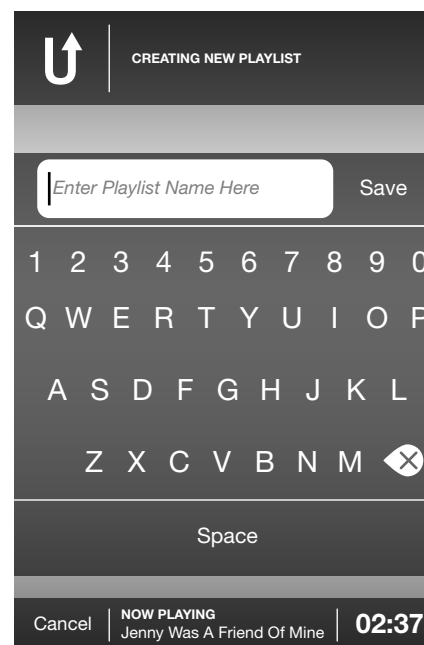 CREATING NEW PLAYLIST
Enter Playlist Name Here Save
1 2 3 4 5 6 7 8 9 0
Q W E R T Y U I O P
A S D F G H J K L
Z X C V B N M
Space
Cancel NOW PLAYING 02:37
Jenny Was A Friend Of Mine